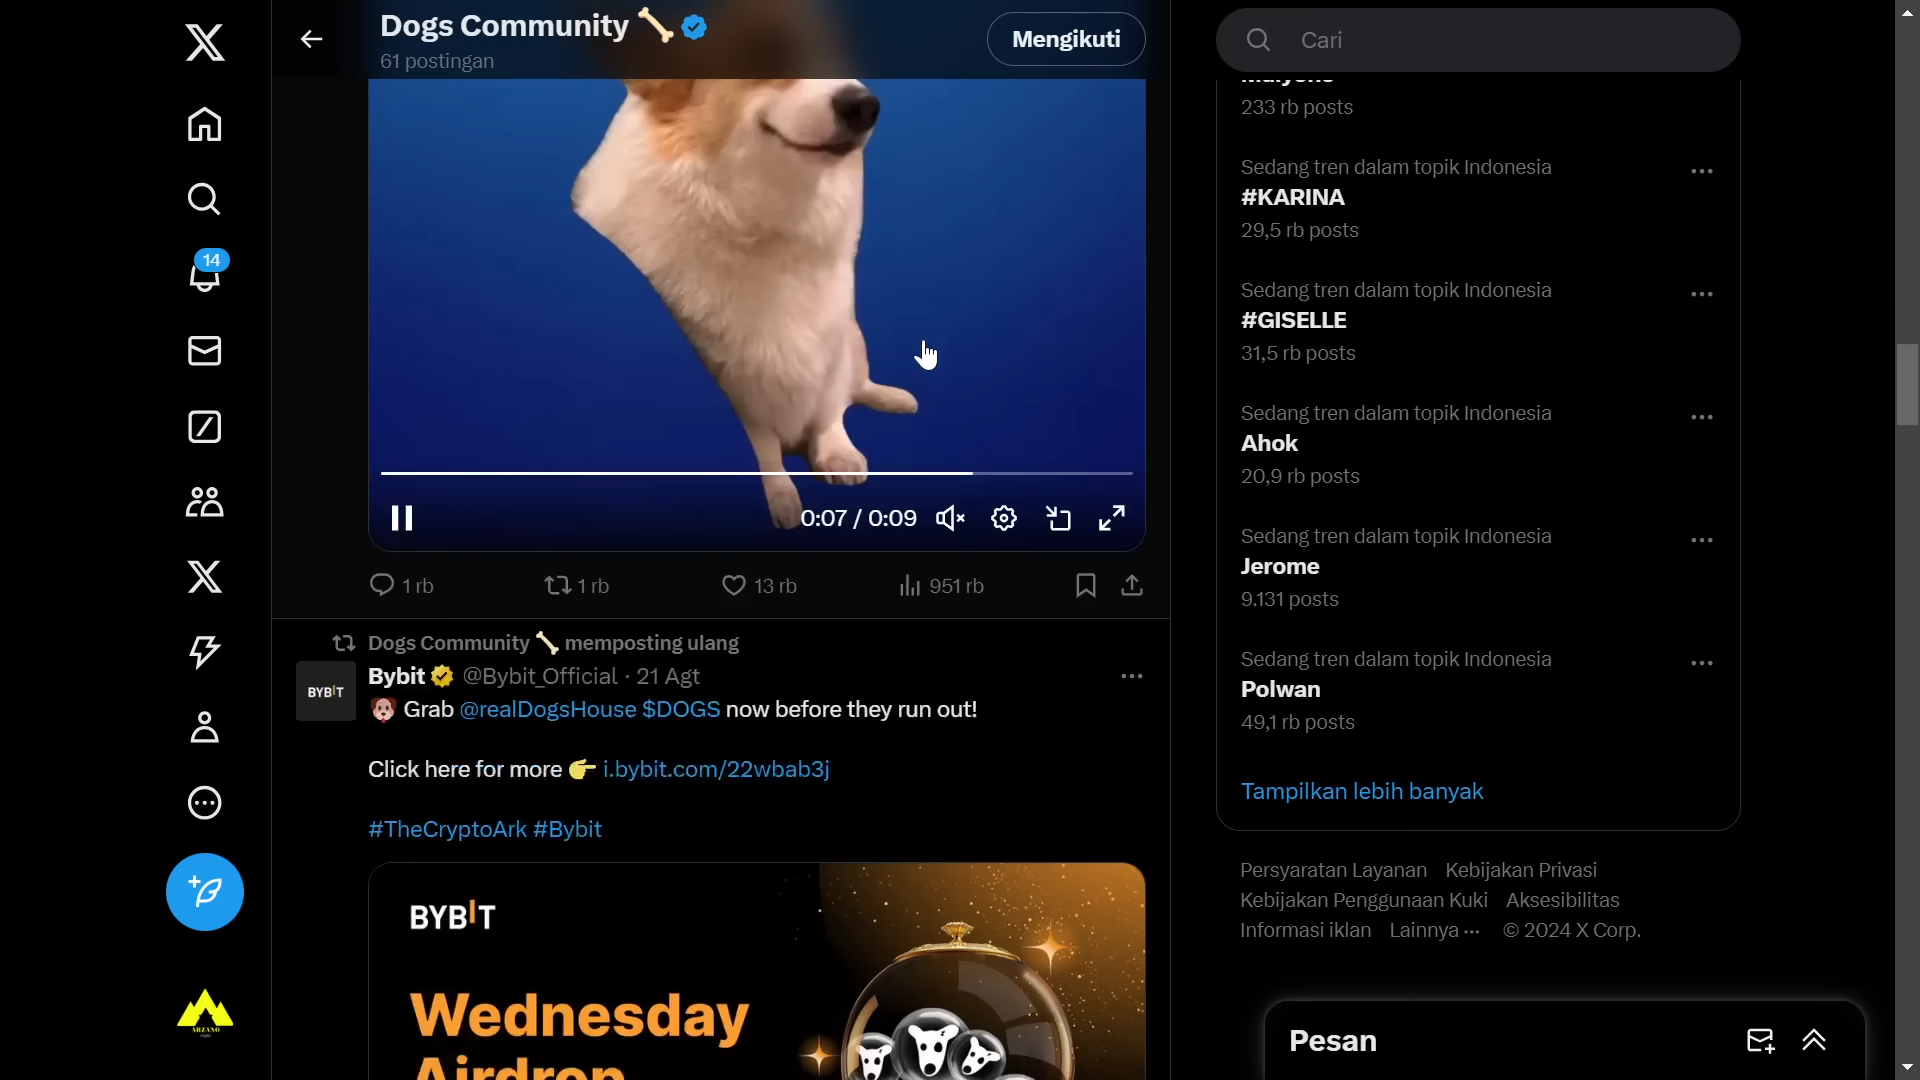 Dogs Community
61 postingan
Mengikuti
0:07 / 0:09
1 rb
1 rb
13 rb
951 rb
Dogs Community memposting ulang
BYBIT
Bybit @Bybit_Official · 21 Agt
Grab @realDogsHouse $DOGS now before they run out!
Click here for more 👉 i.bybit.com/22wbab3j
#TheCryptoArk #Bybit
BYBIT
Wednesday
Airdrop
14
ARZANO
Cari
233 rb posts
Sedang tren dalam topik Indonesia
#KARINA
29,5 rb posts
Sedang tren dalam topik Indonesia
#GISELLE
31,5 rb posts
Sedang tren dalam topik Indonesia
Ahok
20,9 rb posts
Sedang tren dalam topik Indonesia
Jerome
9.131 posts
Sedang tren dalam topik Indonesia
Polwan
49,1 rb posts
Tampilkan lebih banyak
Persyaratan Layanan Kebijakan Privasi
Kebijakan Penggunaan Kuki Aksesibilitas
Informasi iklan Lainnya ··· © 2024 X Corp.
Pesan